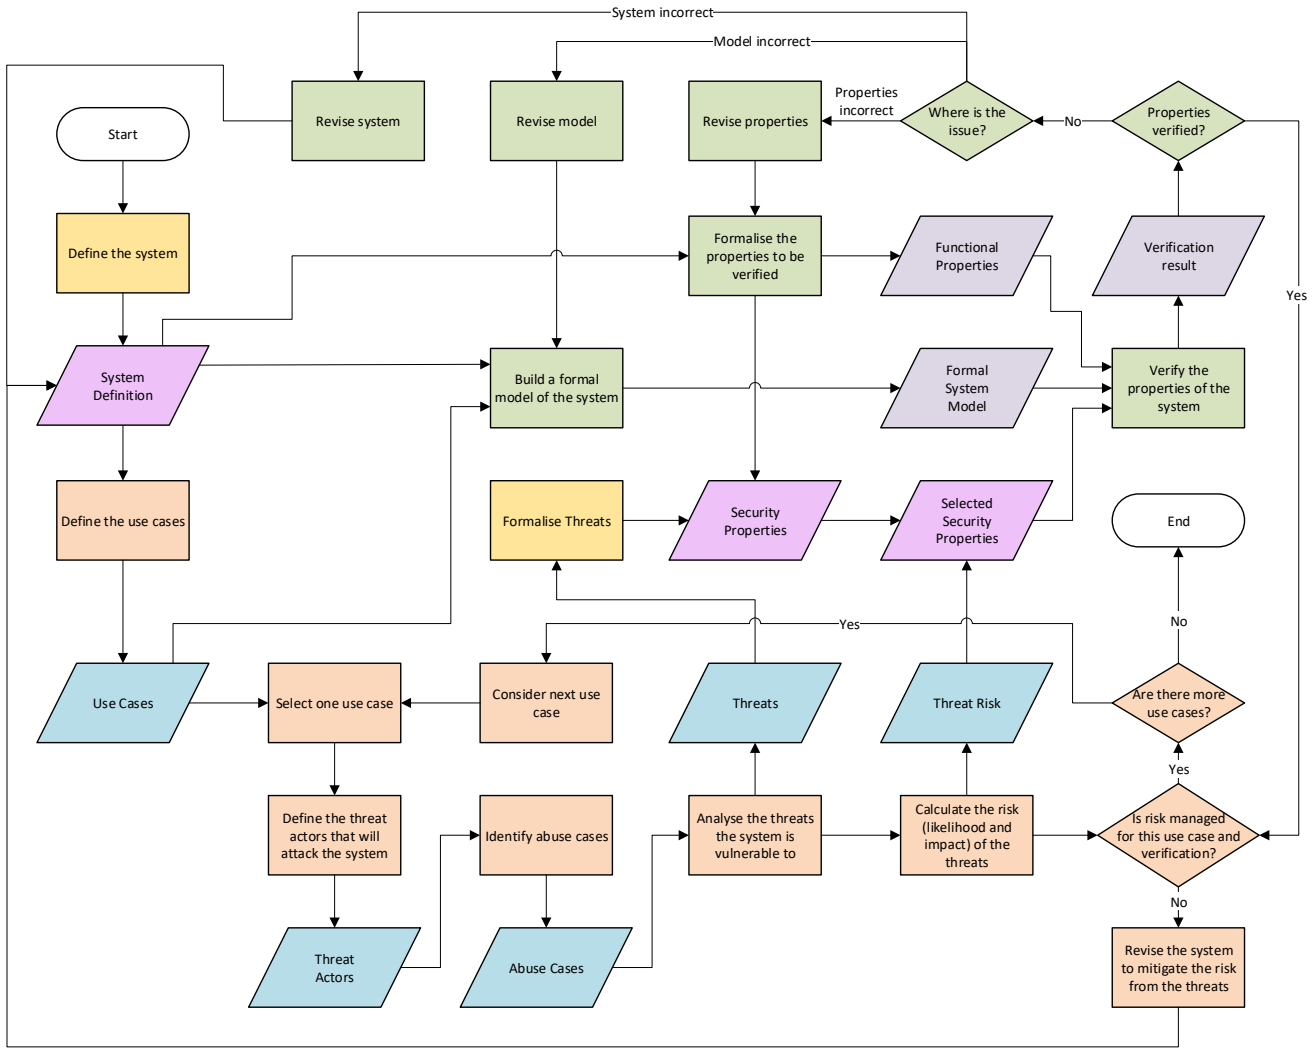 System incorrect
Model incorrect
Start
Revise system
Revise model
Revise properties
Properties
incorrect
Where is the
issue?
No
Properties
verified?
Define the system
Formalise the
properties to be
verified
Functional
Properties
Verification
result
Yes
System
Definition
Build a formal
model of the system
Formal
System
Model
Verify the
properties of the
system
Define the use cases
Formalise Threats
Security
Properties
Selected
Security
Properties
End
No
Yes
Use Cases
Select one use case
Consider next use
case
Threats
Threat Risk
Are there more
use cases?
Yes
Define the threat
actors that will
attack the system
Identify abuse cases
Analyse the threats
the system is
vulnerable to
Calculate the risk
(likelihood and
impact) of the
threats
Is risk managed
for this use case and
verification?
No
Threat
Actors
Abuse Cases
Revise the system
to mitigate the risk
from the threats